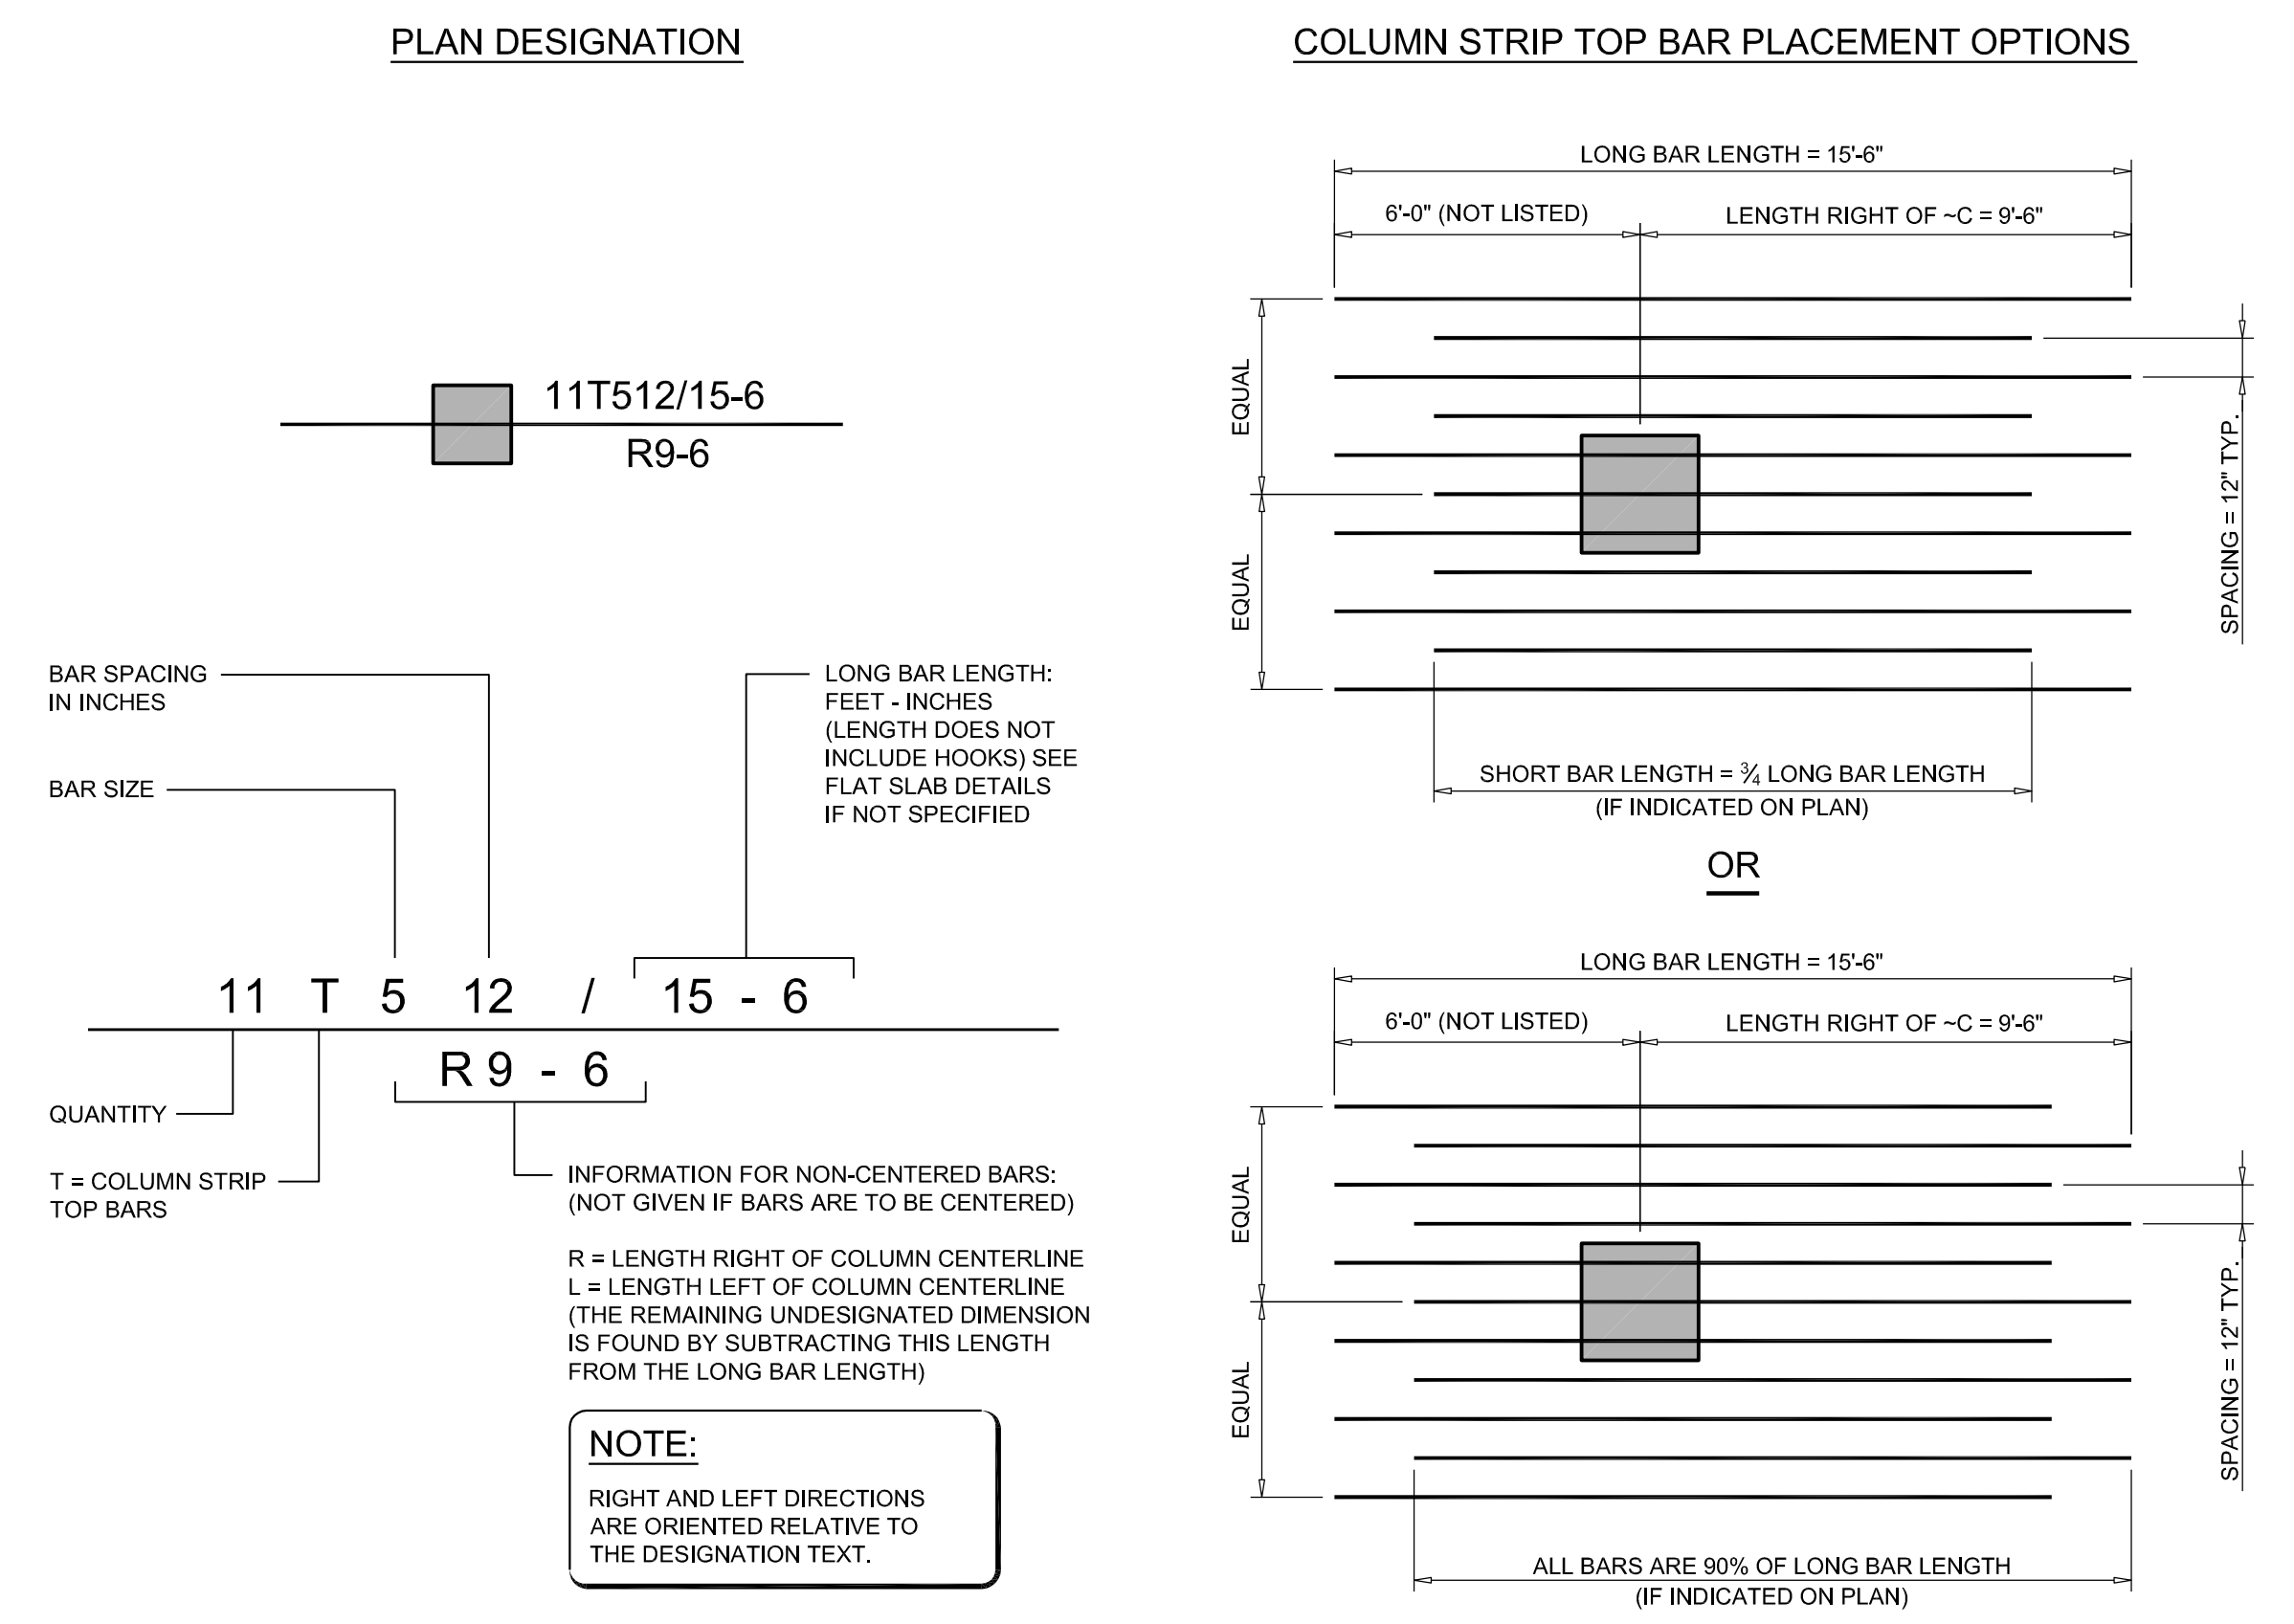 PLAN DESIGNATION
11T512/15-6
R9-6
BAR SPACING
IN INCHES
BAR SIZE
LONG BAR LENGTH:
FEET - INCHES
(LENGTH DOES NOT
INCLUDE HOOKS) SEE
FLAT SLAB DETAILS
IF NOT SPECIFIED
11 T 5 12 / 15 - 6
R 9 - 6
QUANTITY
T = COLUMN STRIP
TOP BARS
INFORMATION FOR NON-CENTERED BARS:
(NOT GIVEN IF BARS ARE TO BE CENTERED)
R = LENGTH RIGHT OF COLUMN CENTERLINE
L = LENGTH LEFT OF COLUMN CENTERLINE
(THE REMAINING UNDESIGNATED DIMENSION
IS FOUND BY SUBTRACTING THIS LENGTH
FROM THE LONG BAR LENGTH)
NOTE:
RIGHT AND LEFT DIRECTIONS
ARE ORIENTED RELATIVE TO
THE DESIGNATION TEXT.
COLUMN STRIP TOP BAR PLACEMENT OPTIONS
LONG BAR LENGTH = 15'-6"
6'-0" (NOT LISTED)
LENGTH RIGHT OF ~C = 9'-6"
EQUAL
EQUAL
SPACING = 12" TYP.
SHORT BAR LENGTH = ¾ LONG BAR LENGTH
(IF INDICATED ON PLAN)
OR
LONG BAR LENGTH = 15'-6"
6'-0" (NOT LISTED)
LENGTH RIGHT OF ~C = 9'-6"
EQUAL
EQUAL
SPACING = 12" TYP.
ALL BARS ARE 90% OF LONG BAR LENGTH
(IF INDICATED ON PLAN)